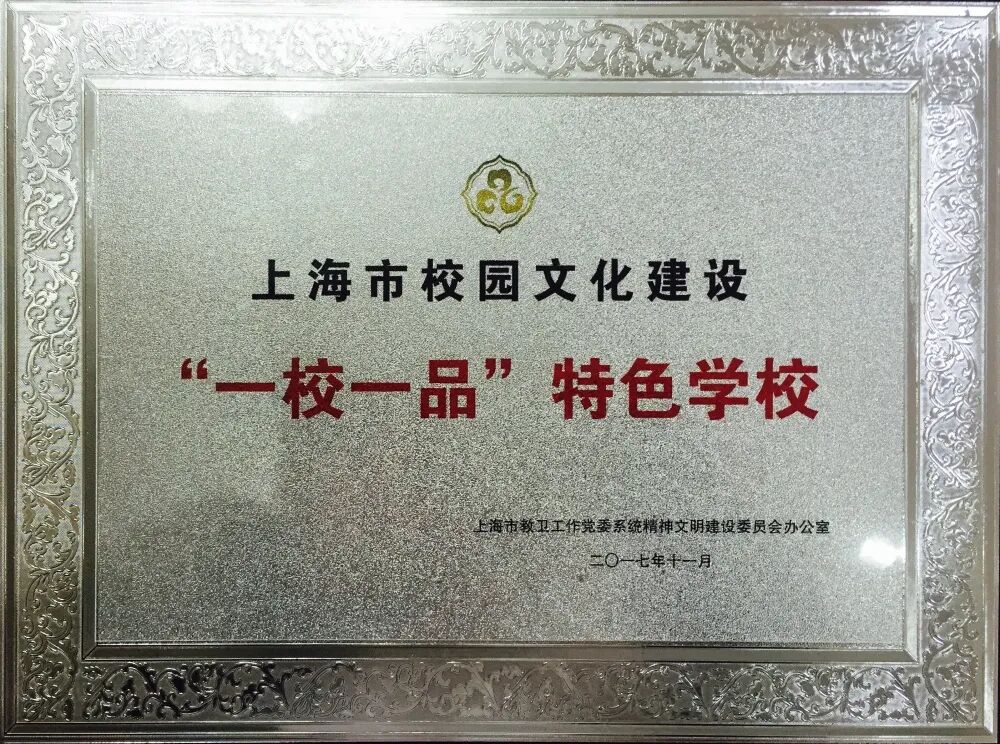 上海市校园文化建设
“一校一品”特色学校
上海市教卫工作党委系统精神文明建设委员会办公室
二〇一七年十一月